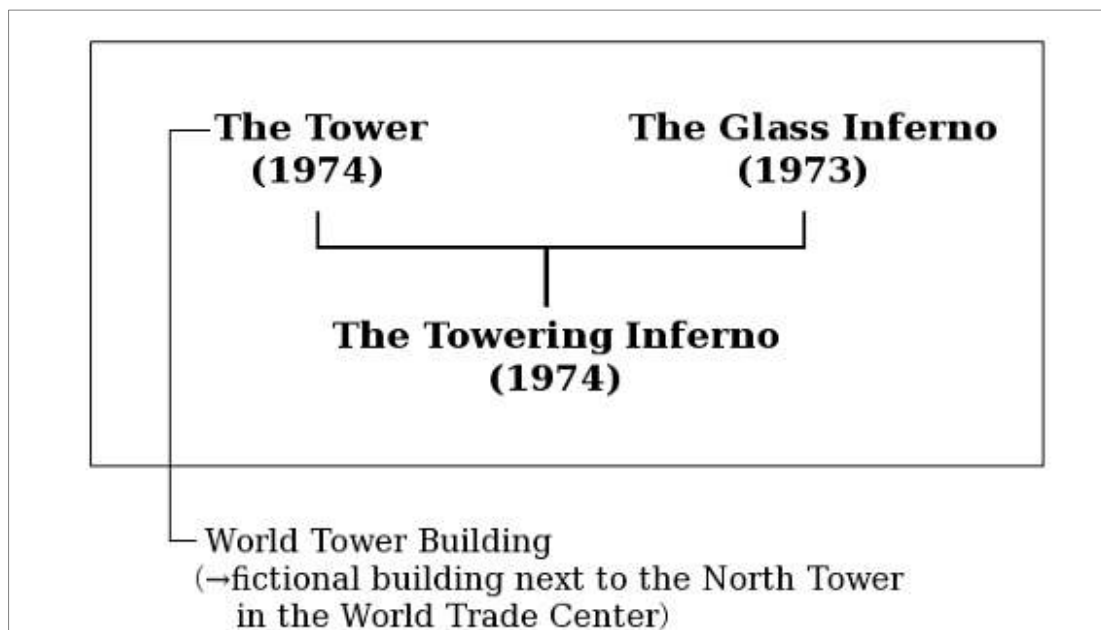 The Tower
(1974)
The Glass Inferno
(1973)
The Towering Inferno
(1974)
World Tower Building
(→fictional building next to the North Tower
in the World Trade Center)